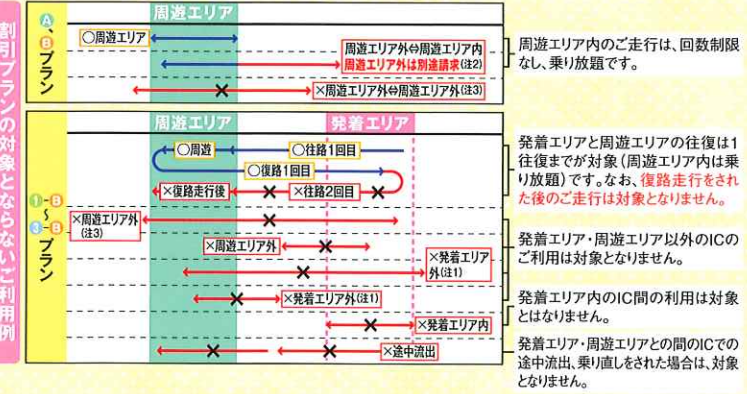 割引プランの対象とならないご利用例
A、Bプラン
周遊エリア
○周遊エリア
周遊エリア外⇔周遊エリア内
周遊エリア外は別途請求(注2)
×周遊エリア外⇔周遊エリア外(注3)
周遊エリア内のご走行は、回数制限
なし、乗り放題です。
1-B～3-Bプラン
周遊エリア
発着エリア
○周遊
○往路1回目
○復路1回目
×復路走行後
×往路2回目
×周遊エリア外
(注3)
×周遊エリア外
×発着エリア
外(注1)
×発着エリア外(注1)
×発着エリア内
×途中流出
発着エリアと周遊エリアの往復は1
往復までが対象(周遊エリア内は乗
り放題)です。なお、復路走行をされ
た後のご走行は対象となりません。
発着エリア・周遊エリア以外のICの
ご利用は対象となりません。
発着エリア内のIC間の利用は対象
とはなりません。
発着エリア・周遊エリアとの間のICでの
途中流出、乗り直しをされた場合は、対象
となりません。